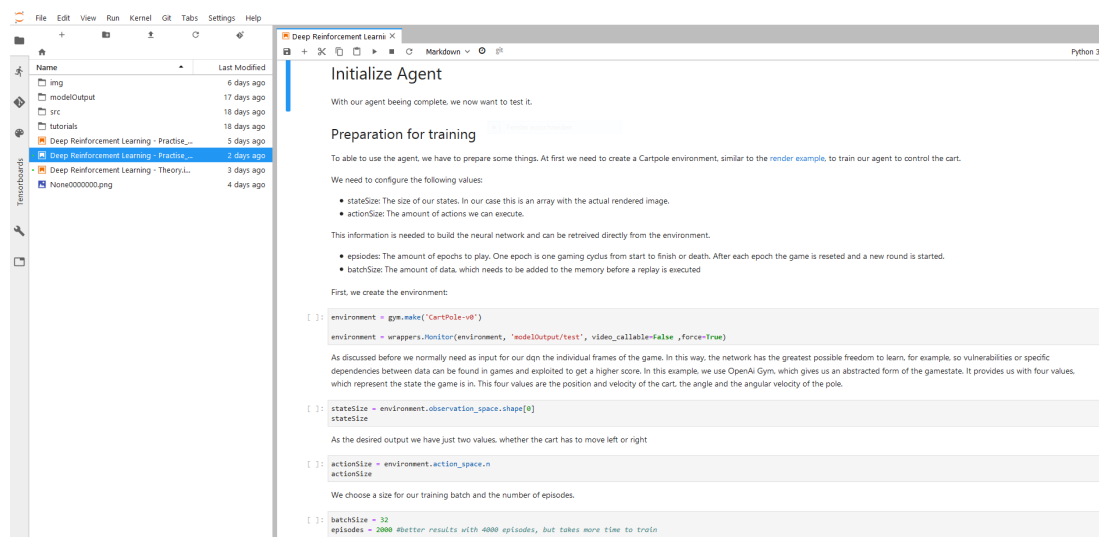 File Edit View Run Kernel Git Tabs Settings Help
Deep Reinforcement Learnin
Markdown
git
Python 3
Name
Last Modified
img 6 days ago
modelOutput 17 days ago
src 18 days ago
tutorials 18 days ago
Deep Reinforcement Learning - Practise_... 5 days ago
Deep Reinforcement Learning - Practise_... 2 days ago
Deep Reinforcement Learning - Theory.i... 3 days ago
None0000000.png 4 days ago
Tensorboards
Initialize Agent
With our agent beeing complete, we now want to test it.
Preparation for training
To able to use the agent, we have to prepare some things. At first we need to create a Cartpole environment, similar to the render example, to train our agent to control the cart.
We need to configure the following values:
• stateSize: The size of our states. In our case this is an array with the actual rendered image.
• actionSize: The amount of actions we can execute.
This information is needed to build the neural network and can be retreived directly from the environment.
• epsiodes: The amount of epochs to play. One epoch is one gaming cyclus from start to finish or death. After each epoch the game is reseted and a new round is started.
• batchSize: The amount of data, which needs to be added to the memory before a replay is executed
First, we create the environment:
[ ]: environment = gym.make('CartPole-v0')
environment = wrappers.Monitor(environment, 'modelOutput/test', video_callable=False ,force=True)
As discussed before we normally need as input for our dqn the individual frames of the game. In this way, the network has the greatest possible freedom to learn, for example, so vulnerabilities or specific
dependencies between data can be found in games and exploited to get a higher score. In this example, we use OpenAi Gym, which gives us an abstracted form of the gamestate. It provides us with four values,
which represent the state the game is in. This four values are the position and velocity of the cart, the angle and the angular velocity of the pole.
[ ]: stateSize = environment.observation_space.shape[0]
stateSize
As the desired output we have just two values, whether the cart has to move left or right
[ ]: actionSize = environment.action_space.n
actionSize
We choose a size for our training batch and the number of episodes.
[ ]: batchSize = 32
episodes = 2000 #better results with 4000 episodes, but takes more time to train